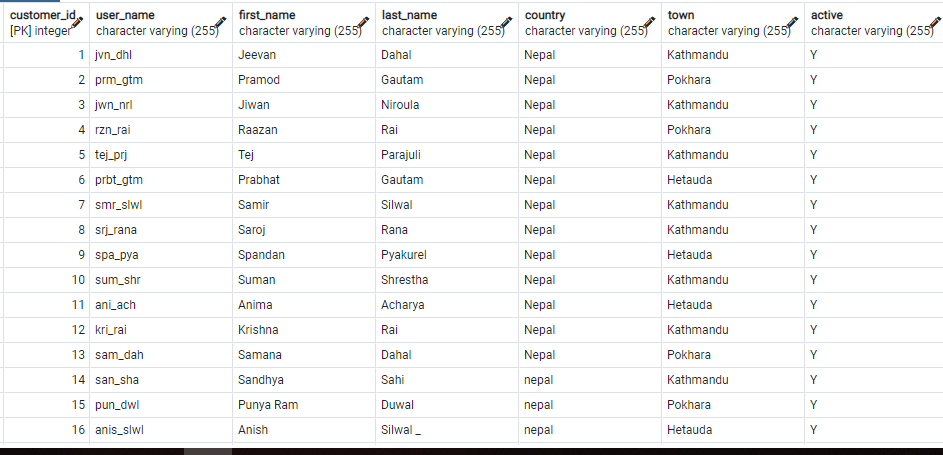 customer_id user_name first_name last_name country town active
[PK] integer character varying (255) character varying (255) character varying (255) character varying (255) character varying (255) character varying (255)
1 jvn_dhl Jeevan Dahal Nepal Kathmandu Y
2 prm_gtm Pramod Gautam Nepal Pokhara Y
3 jwn_nrl Jiwan Niroula Nepal Kathmandu Y
4 rzn_rai Raazan Rai Nepal Pokhara Y
5 tej_prj Tej Parajuli Nepal Kathmandu Y
6 prbt_gtm Prabhat Gautam Nepal Hetauda Y
7 smr_slwl Samir Silwal Nepal Kathmandu Y
8 srj_rana Saroj Rana Nepal Kathmandu Y
9 spa_pya Spandan Pyakurel Nepal Hetauda Y
10 sum_shr Suman Shrestha Nepal Kathmandu Y
11 ani_ach Anima Acharya Nepal Hetauda Y
12 kri_rai Krishna Rai Nepal Kathmandu Y
13 sam_dah Samana Dahal Nepal Pokhara Y
14 san_sha Sandhya Sahi nepal Kathmandu Y
15 pun_dwl Punya Ram Duwal nepal Pokhara Y
16 anis_slwl Anish Silwal _ nepal Hetauda Y